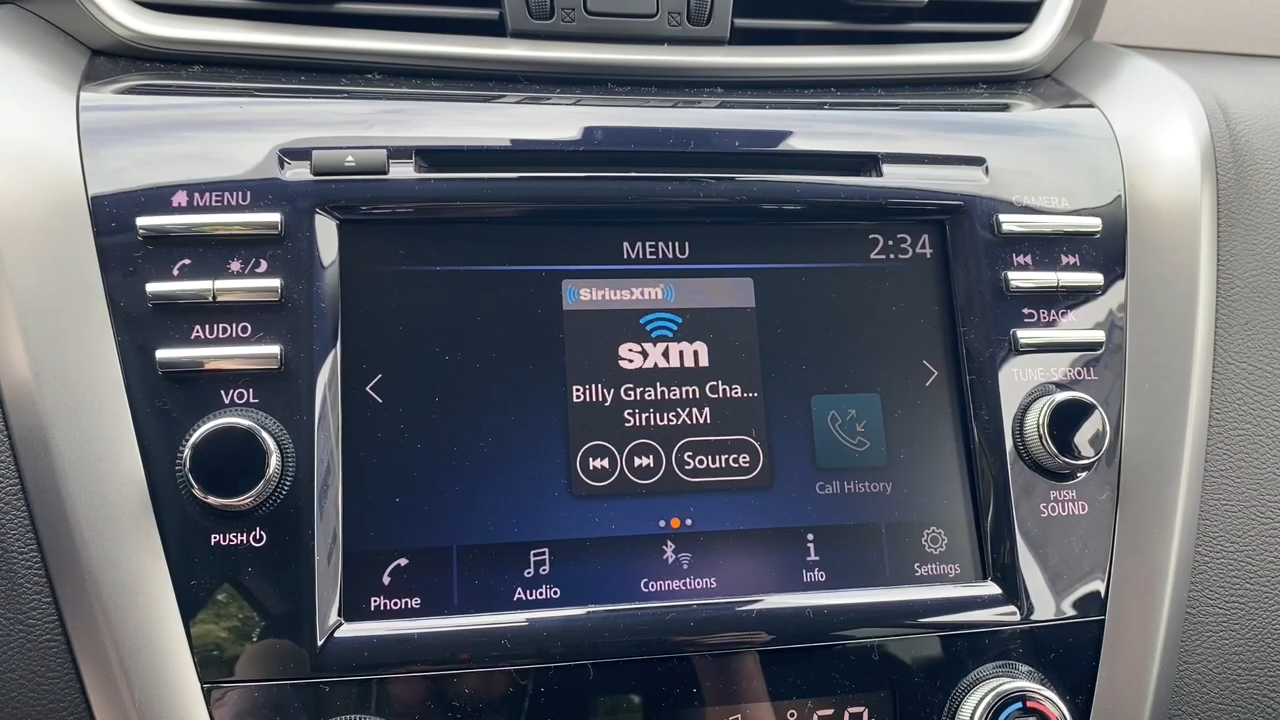 MENU
CAMERA
AUDIO
BACK
VOL
TUNE·SCROLL
PUSH
PUSH
SOUND
MENU
2:34
SiriusXM
sxm
Billy Graham Cha...
SiriusXM
Source
Call History
Phone
Audio
Connections
Info
Settings